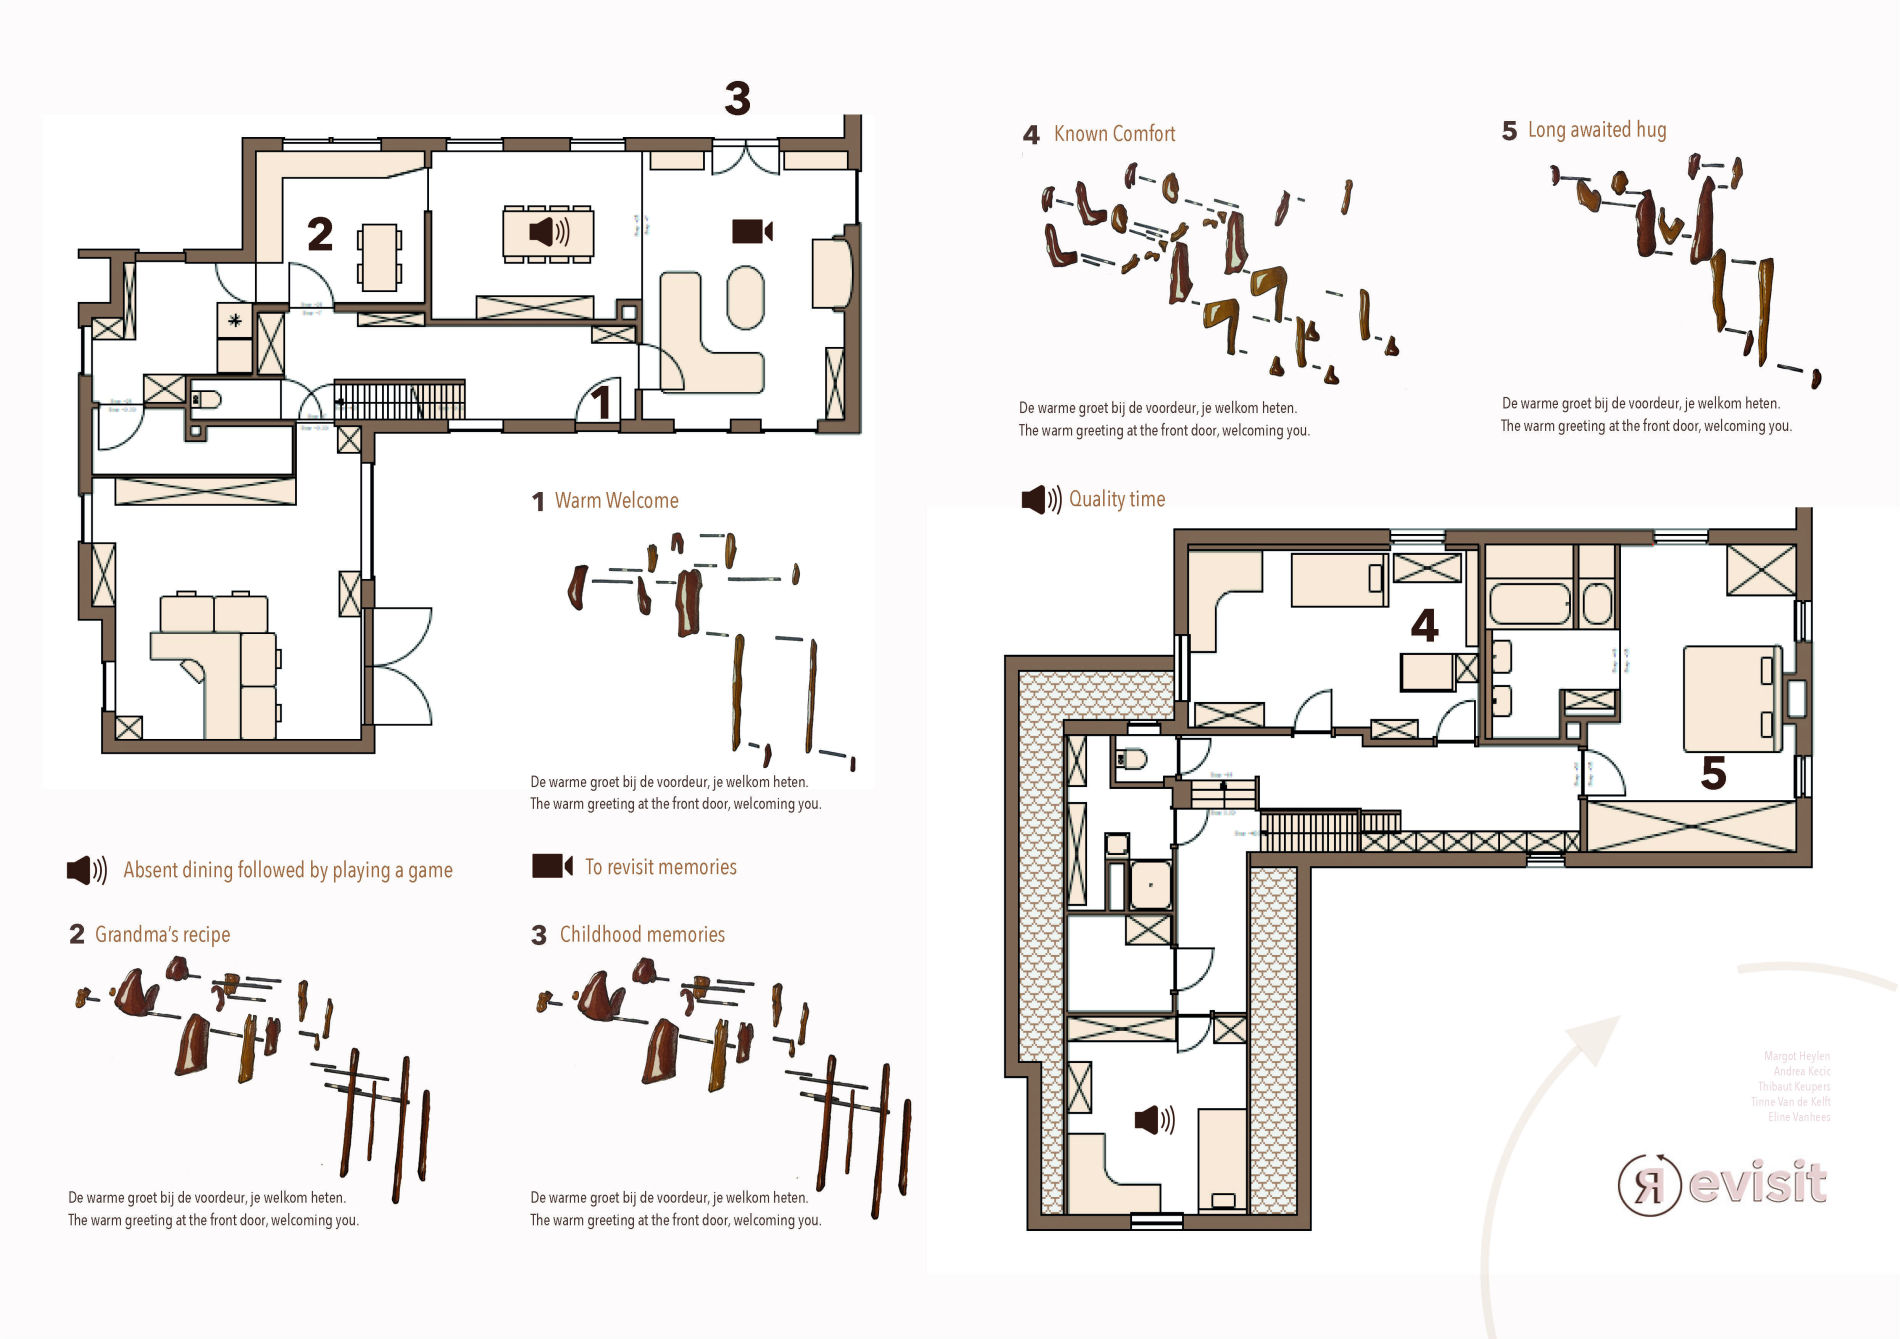 3
2
1
1 Warm Welcome
De warme groet bij de voordeur, je welkom heten.
The warm greeting at the front door, welcoming you.
Absent dining followed by playing a game
To revisit memories
2 Grandma's recipe
De warme groet bij de voordeur, je welkom heten.
The warm greeting at the front door, welcoming you.
3 Childhood memories
De warme groet bij de voordeur, je welkom heten.
The warm greeting at the front door, welcoming you.
4 Known Comfort
De warme groet bij de voordeur, je welkom heten.
The warm greeting at the front door, welcoming you.
5 Long awaited hug
De warme groet bij de voordeur, je welkom heten.
The warm greeting at the front door, welcoming you.
Quality time
4
5
Margot Heylen
Andrea Kecic
Thibaut Keupers
Tinne Van de Kelft
Eline Vanhees
Revisit